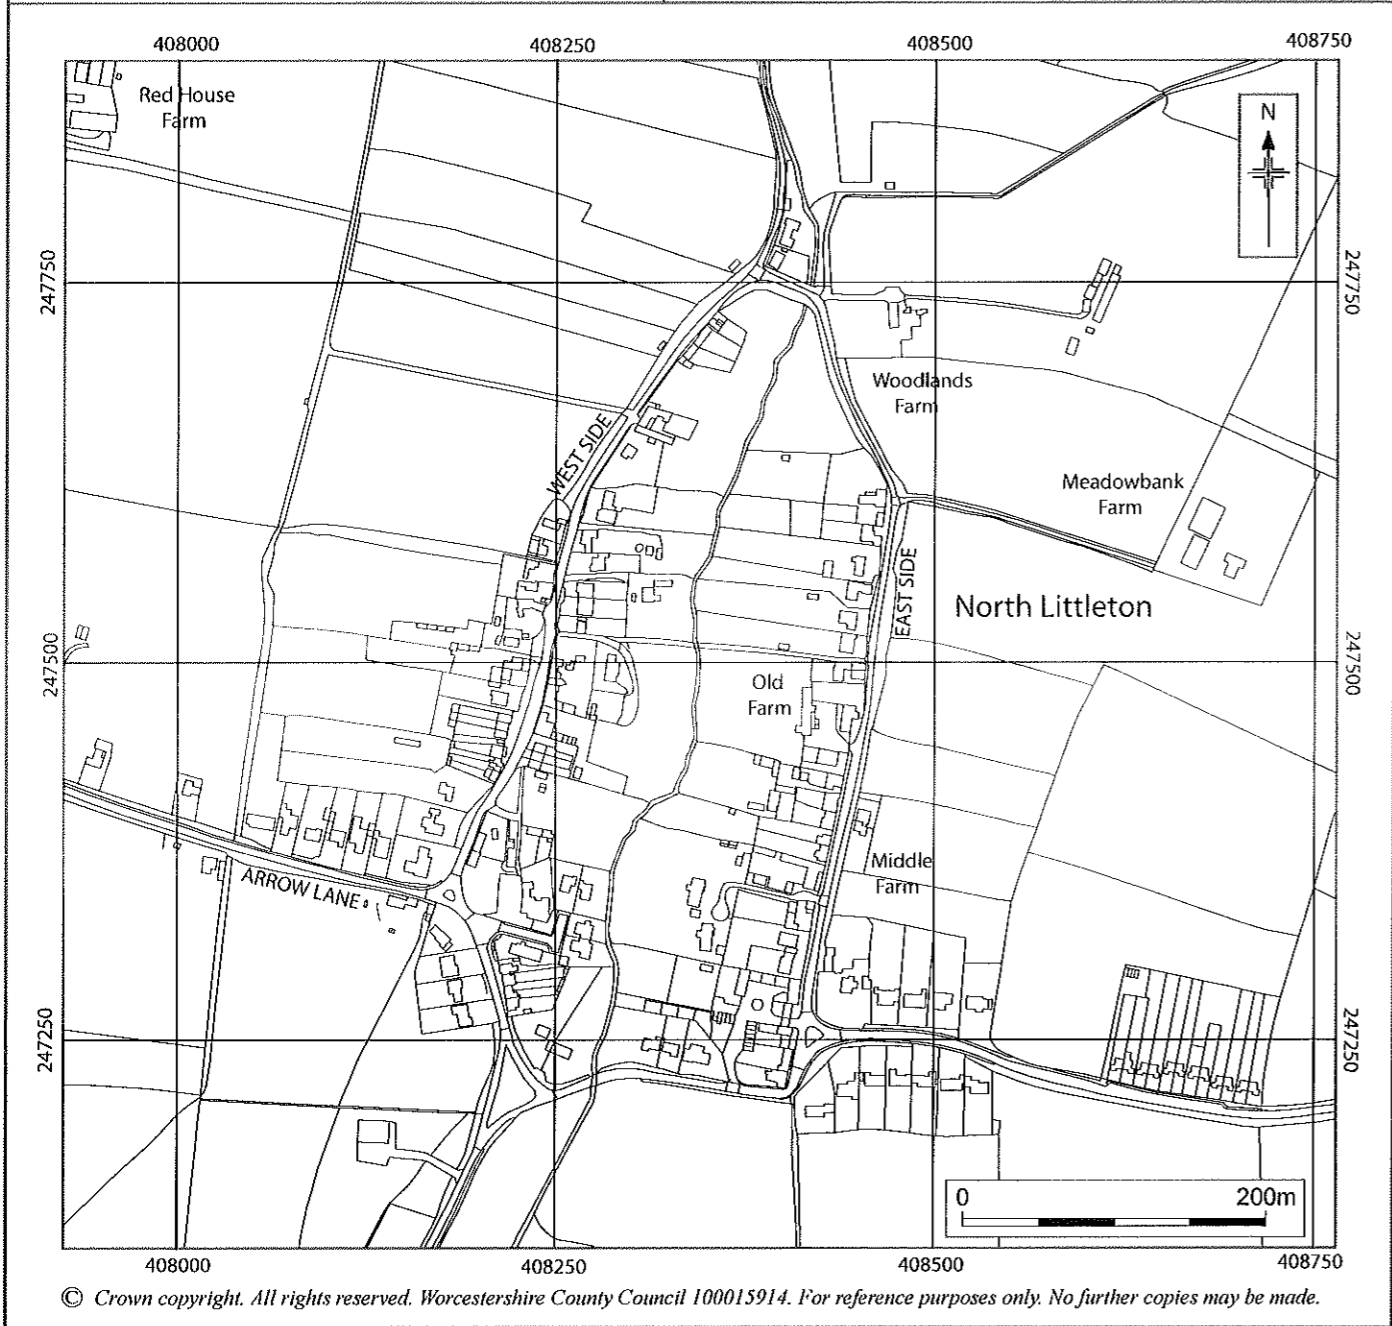 408000
408250
408500
408750
Red House
Farm
N
247750
247750
Woodlands
Farm
WEST SIDE
Meadowbank
Farm
EAST SIDE
North Littleton
247500
247500
Old
Farm
Middle
Farm
ARROW LANE
247250
247250
0
200m
408000
408250
408500
408750
© Crown copyright. All rights reserved. Worcestershire County Council 100015914. For reference purposes only. No further copies may be made.